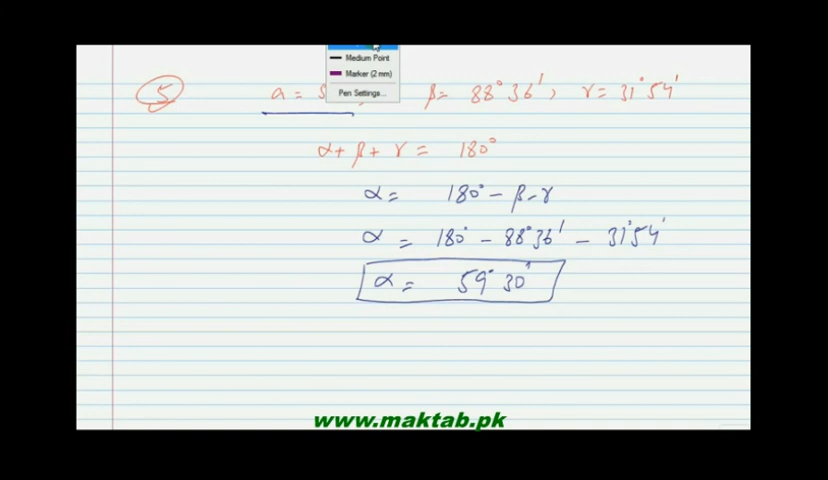 Medium Point
Marker (2 mm)
Pen Settings...
5 a = β = 88° 36', γ = 31° 54'
α + β + γ = 180°
α = 180° - β - γ
α = 180° - 88° 36' - 31° 54'
α = 59° 30'
www.maktab.pk